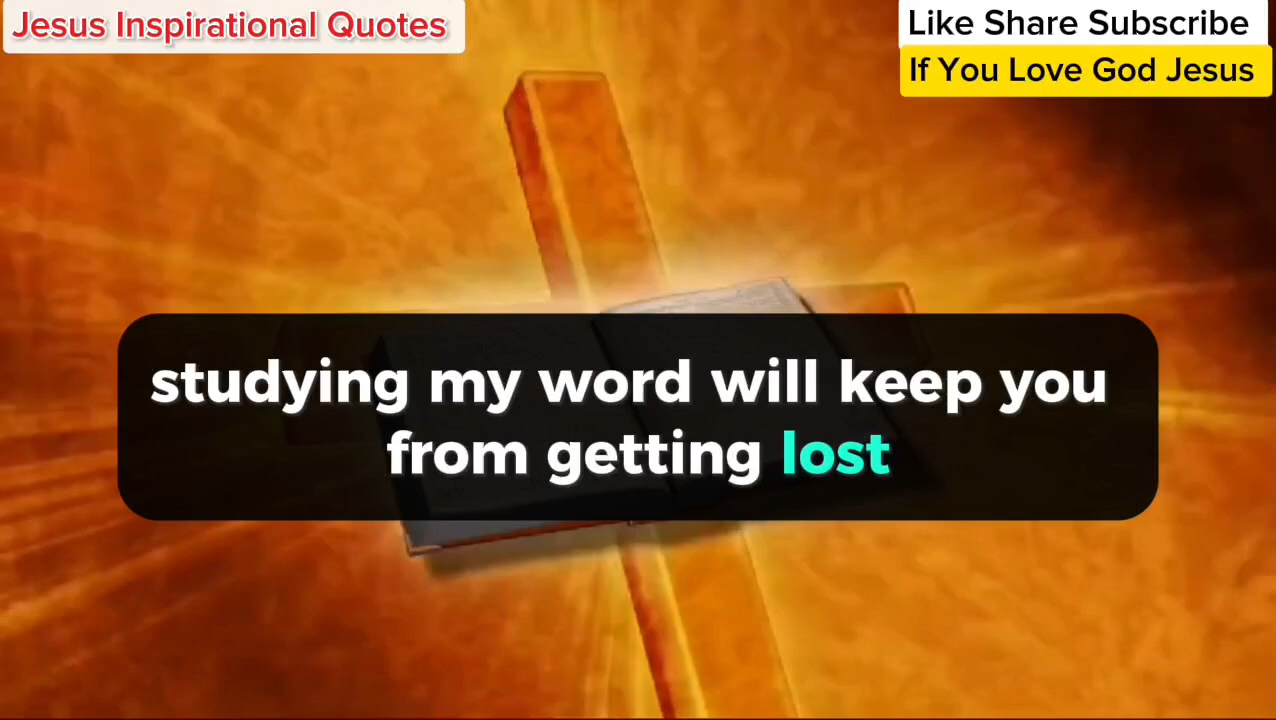 Jesus Inspirational Quotes
Like Share Subscribe
If You Love God Jesus
studying my word will keep you
from getting lost